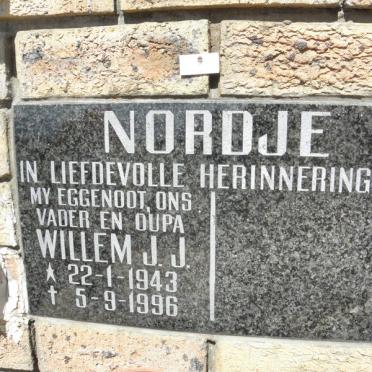 NORDJE
IN LIEFDEVOLLE HERINNERING
MY EGGENOOT, ONS
VADER EN OUPA
WILLEM J. J.
★ 22-1-1943
✝ 5-9-1996